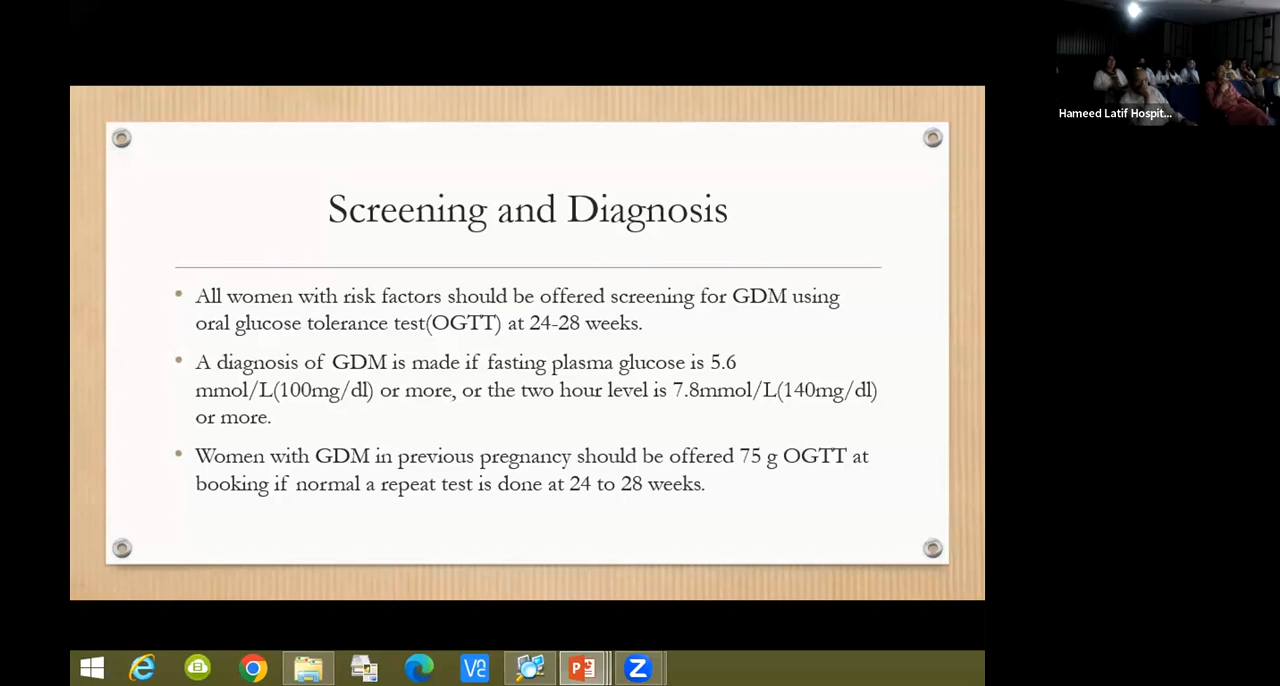 Hameed Latif Hospit...
Screening and Diagnosis
All women with risk factors should be offered screening for GDM using
oral glucose tolerance test(OGTT) at 24-28 weeks.
A diagnosis of GDM is made if fasting plasma glucose is 5.6
mmol/L(100mg/dl) or more, or the two hour level is 7.8mmol/L(140mg/dl)
or more.
Women with GDM in previous pregnancy should be offered 75 g OGTT at
booking if normal a repeat test is done at 24 to 28 weeks.